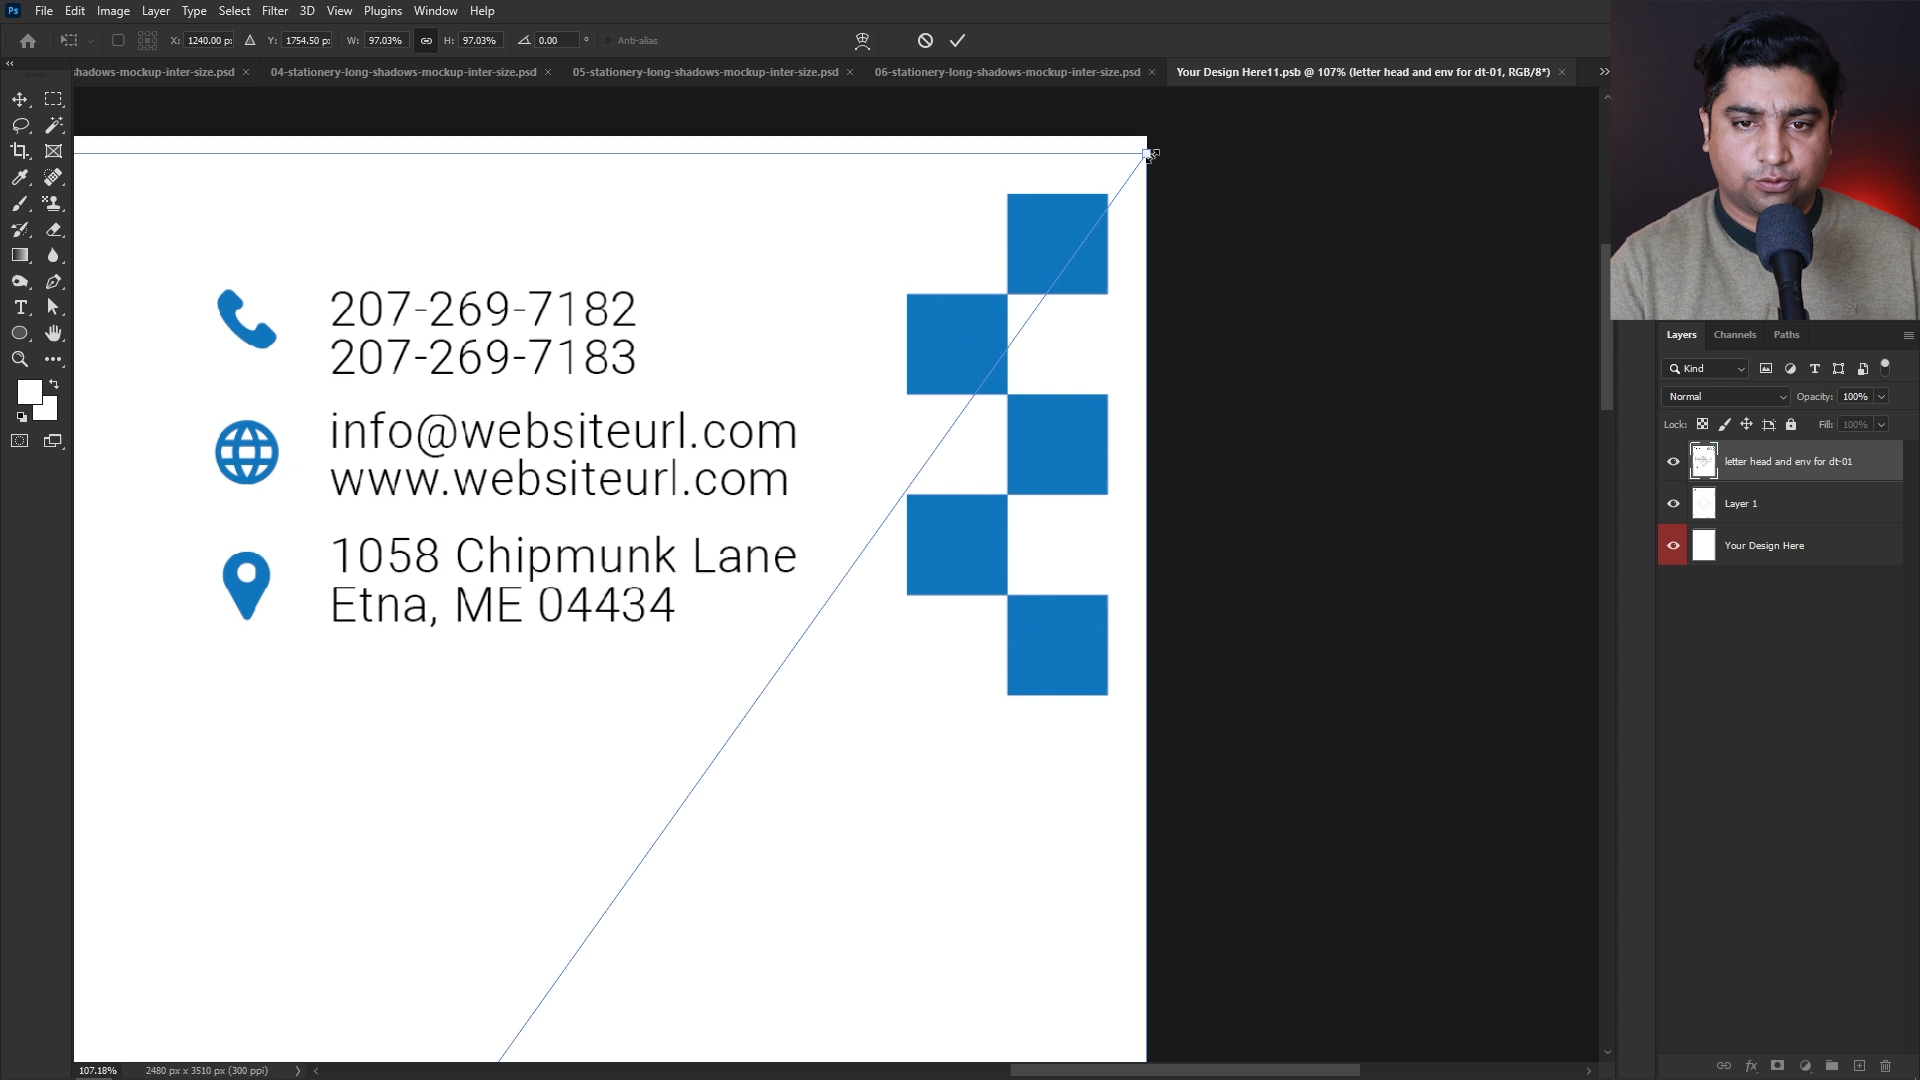 Ps File Edit Image Layer Type Select Filter 3D View Plugins Window Help
X: 1240.00 p: Y: 1754.50 p: W: 97.03% H: 97.03% 0.00 ° Anti-alias
hadows-mockup-inter-size.psd × 04-stationery-long-shadows-mockup-inter-size.psd × 05-stationery-long-shadows-mockup-inter-size.psd × 06-stationery-long-shadows-mockup-inter-size.psd × Your Design Here11.psb @ 107% (letter head and env for dt-01, RGB/8*) ×
207-269-7182
207-269-7183
info@websiteurl.com
www.websiteurl.com
1058 Chipmunk Lane
Etna, ME 04434
Layers Channels Paths
Kind
Normal Opacity: 100%
Lock: Fill: 100%
letter head and env for dt-01
Layer 1
Your Design Here
107.18% 2480 px x 3510 px (300 ppi)